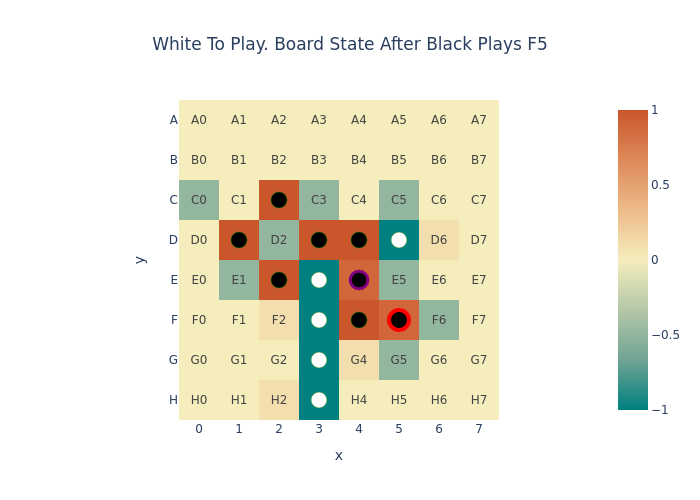 White To Play. Board State After Black Plays F5
A A0 A1 A2 A3 A4 A5 A6 A7
B B0 B1 B2 B3 B4 B5 B6 B7
C C0 C1 C3 C4 C5 C6 C7
D D0 D2 D6 D7
E E0 E1 E5 E6 E7
F F0 F1 F2 F6 F7
G G0 G1 G2 G4 G5 G6 G7
H H0 H1 H2 H4 H5 H6 H7
0 1 2 3 4 5 6 7
x
y
1
0.5
0
−0.5
−1